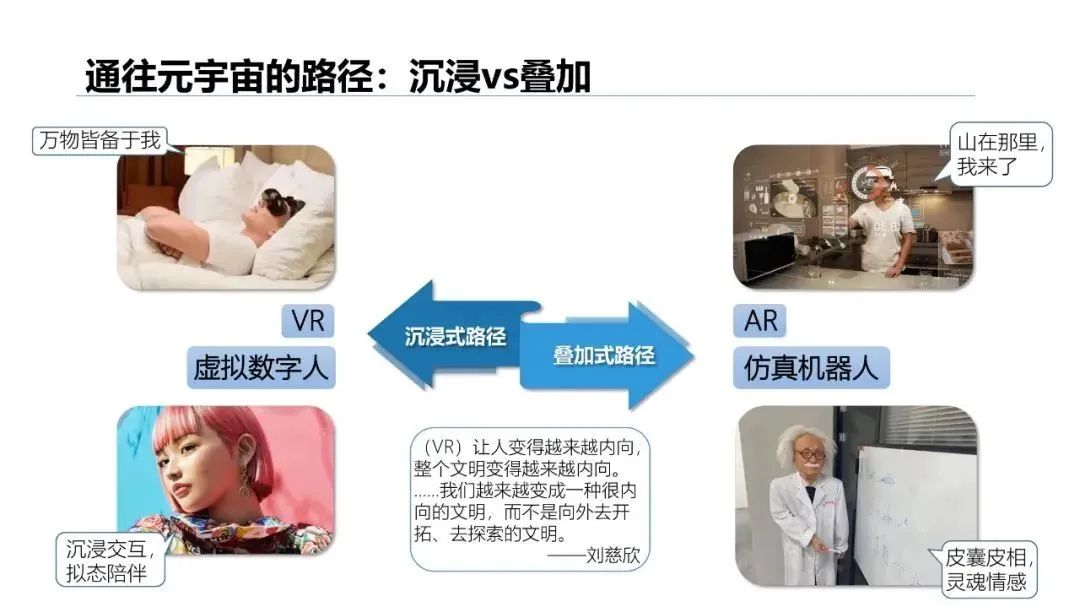 通往元宇宙的路径：沉浸vs叠加
万物皆备于我
山在那里，
我来了
VR
虚拟数字人
沉浸式路径
叠加式路径
AR
仿真机器人
（VR）让人变得越来越内向，
整个文明变得越来越内向。
……我们越来越变成一种很内
向的文明，而不是向外去开
拓、去探索的文明。
——刘慈欣
沉浸交互，
拟态陪伴
皮囊皮相，
灵魂情感